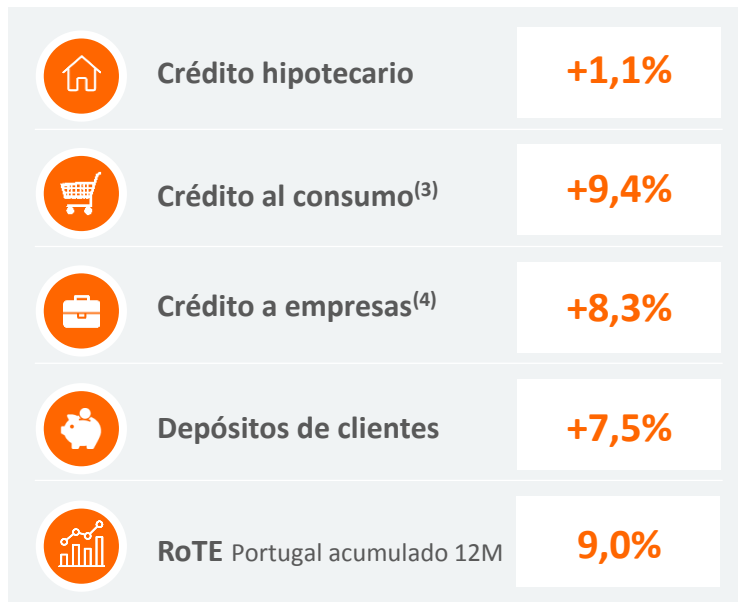 Crédito hipotecario +1,1%
Crédito al consumo(3) +9,4%
Crédito a empresas(4) +8,3%
Depósitos de clientes +7,5%
RoTE Portugal acumulado 12M 9,0%